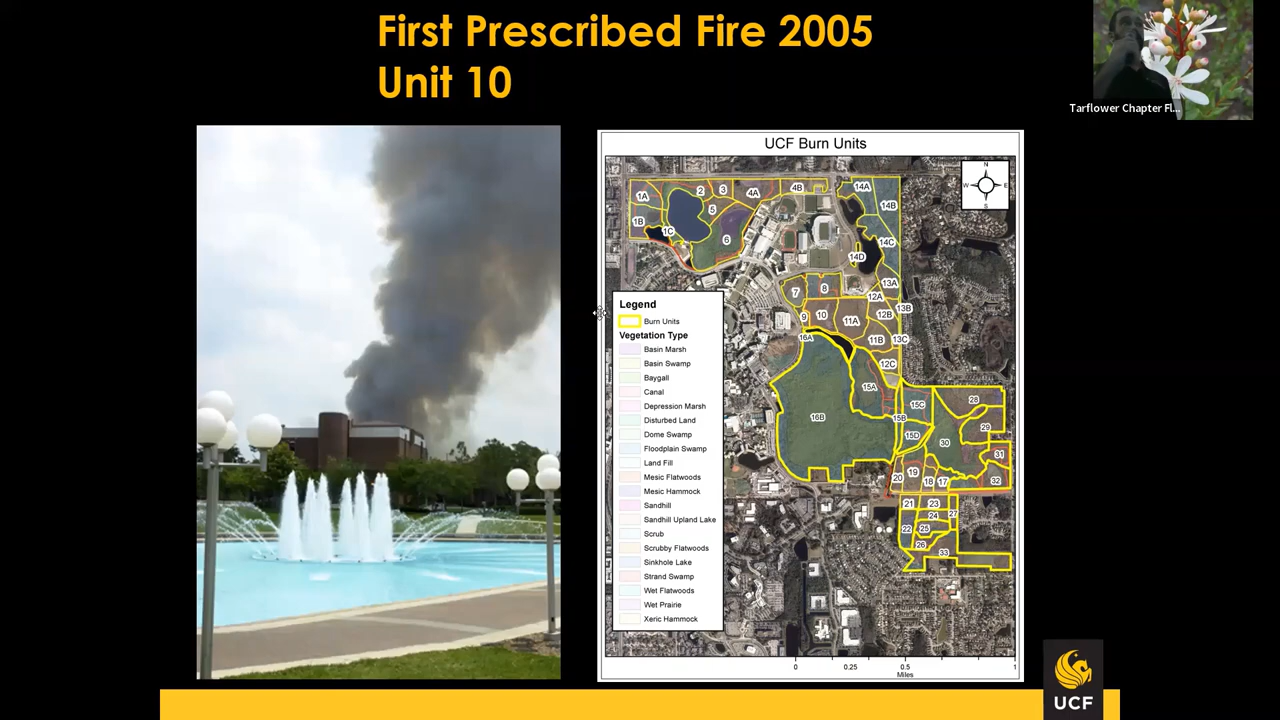 First Prescribed Fire 2005
Unit 10
Tarflower Chapter Fl...
UCF Burn Units
N
W
E
S
1A
2
3
4A
4B
14A
1B
5
14B
1C
6
14C
14D
7
8
13A
12A
9
10
11A
12B
13B
16A
11B
13C
12C
15A
16B
15B
15C
28
29
15D
30
31
20
19
18
17
32
21
23
24
27
22
25
26
33
Legend
Burn Units
Vegetation Type
Basin Marsh
Basin Swamp
Baygall
Canal
Depression Marsh
Disturbed Land
Dome Swamp
Floodplain Swamp
Land Fill
Mesic Flatwoods
Mesic Hammock
Sandhill
Sandhill Upland Lake
Scrub
Scrubby Flatwoods
Sinkhole Lake
Strand Swamp
Wet Flatwoods
Wet Prairie
Xeric Hammock
0 0.25 0.5 1
Miles
UCF